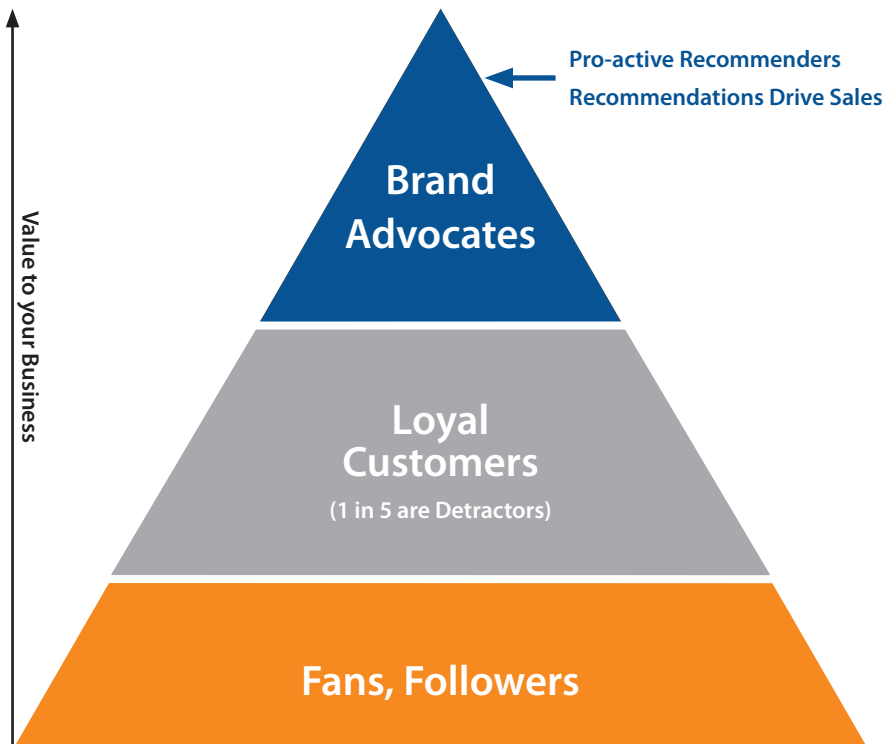 Pro-active Recommenders
Recommendations Drive Sales
Brand
Advocates
Value to your Business
Loyal
Customers
(1 in 5 are Detractors)
Fans, Followers